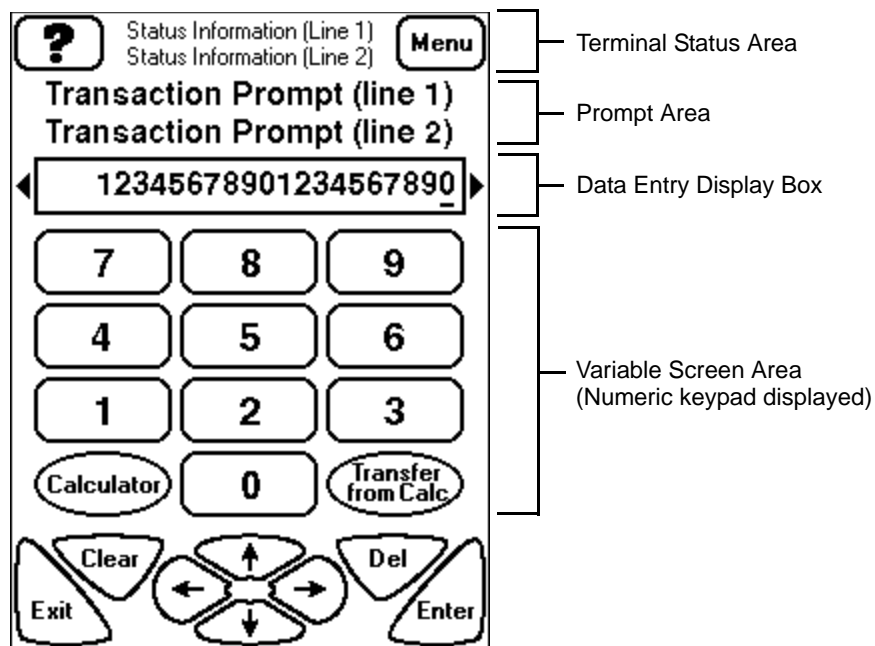 ?
Status Information (Line 1)
Status Information (Line 2)
Menu
Terminal Status Area
Transaction Prompt (line 1)
Transaction Prompt (line 2)
Prompt Area
12345678901234567890
Data Entry Display Box
7 8 9
4 5 6
1 2 3
Variable Screen Area
(Numeric keypad displayed)
Calculator
0
Transfer
from Calc
Clear
Del
Exit
Enter